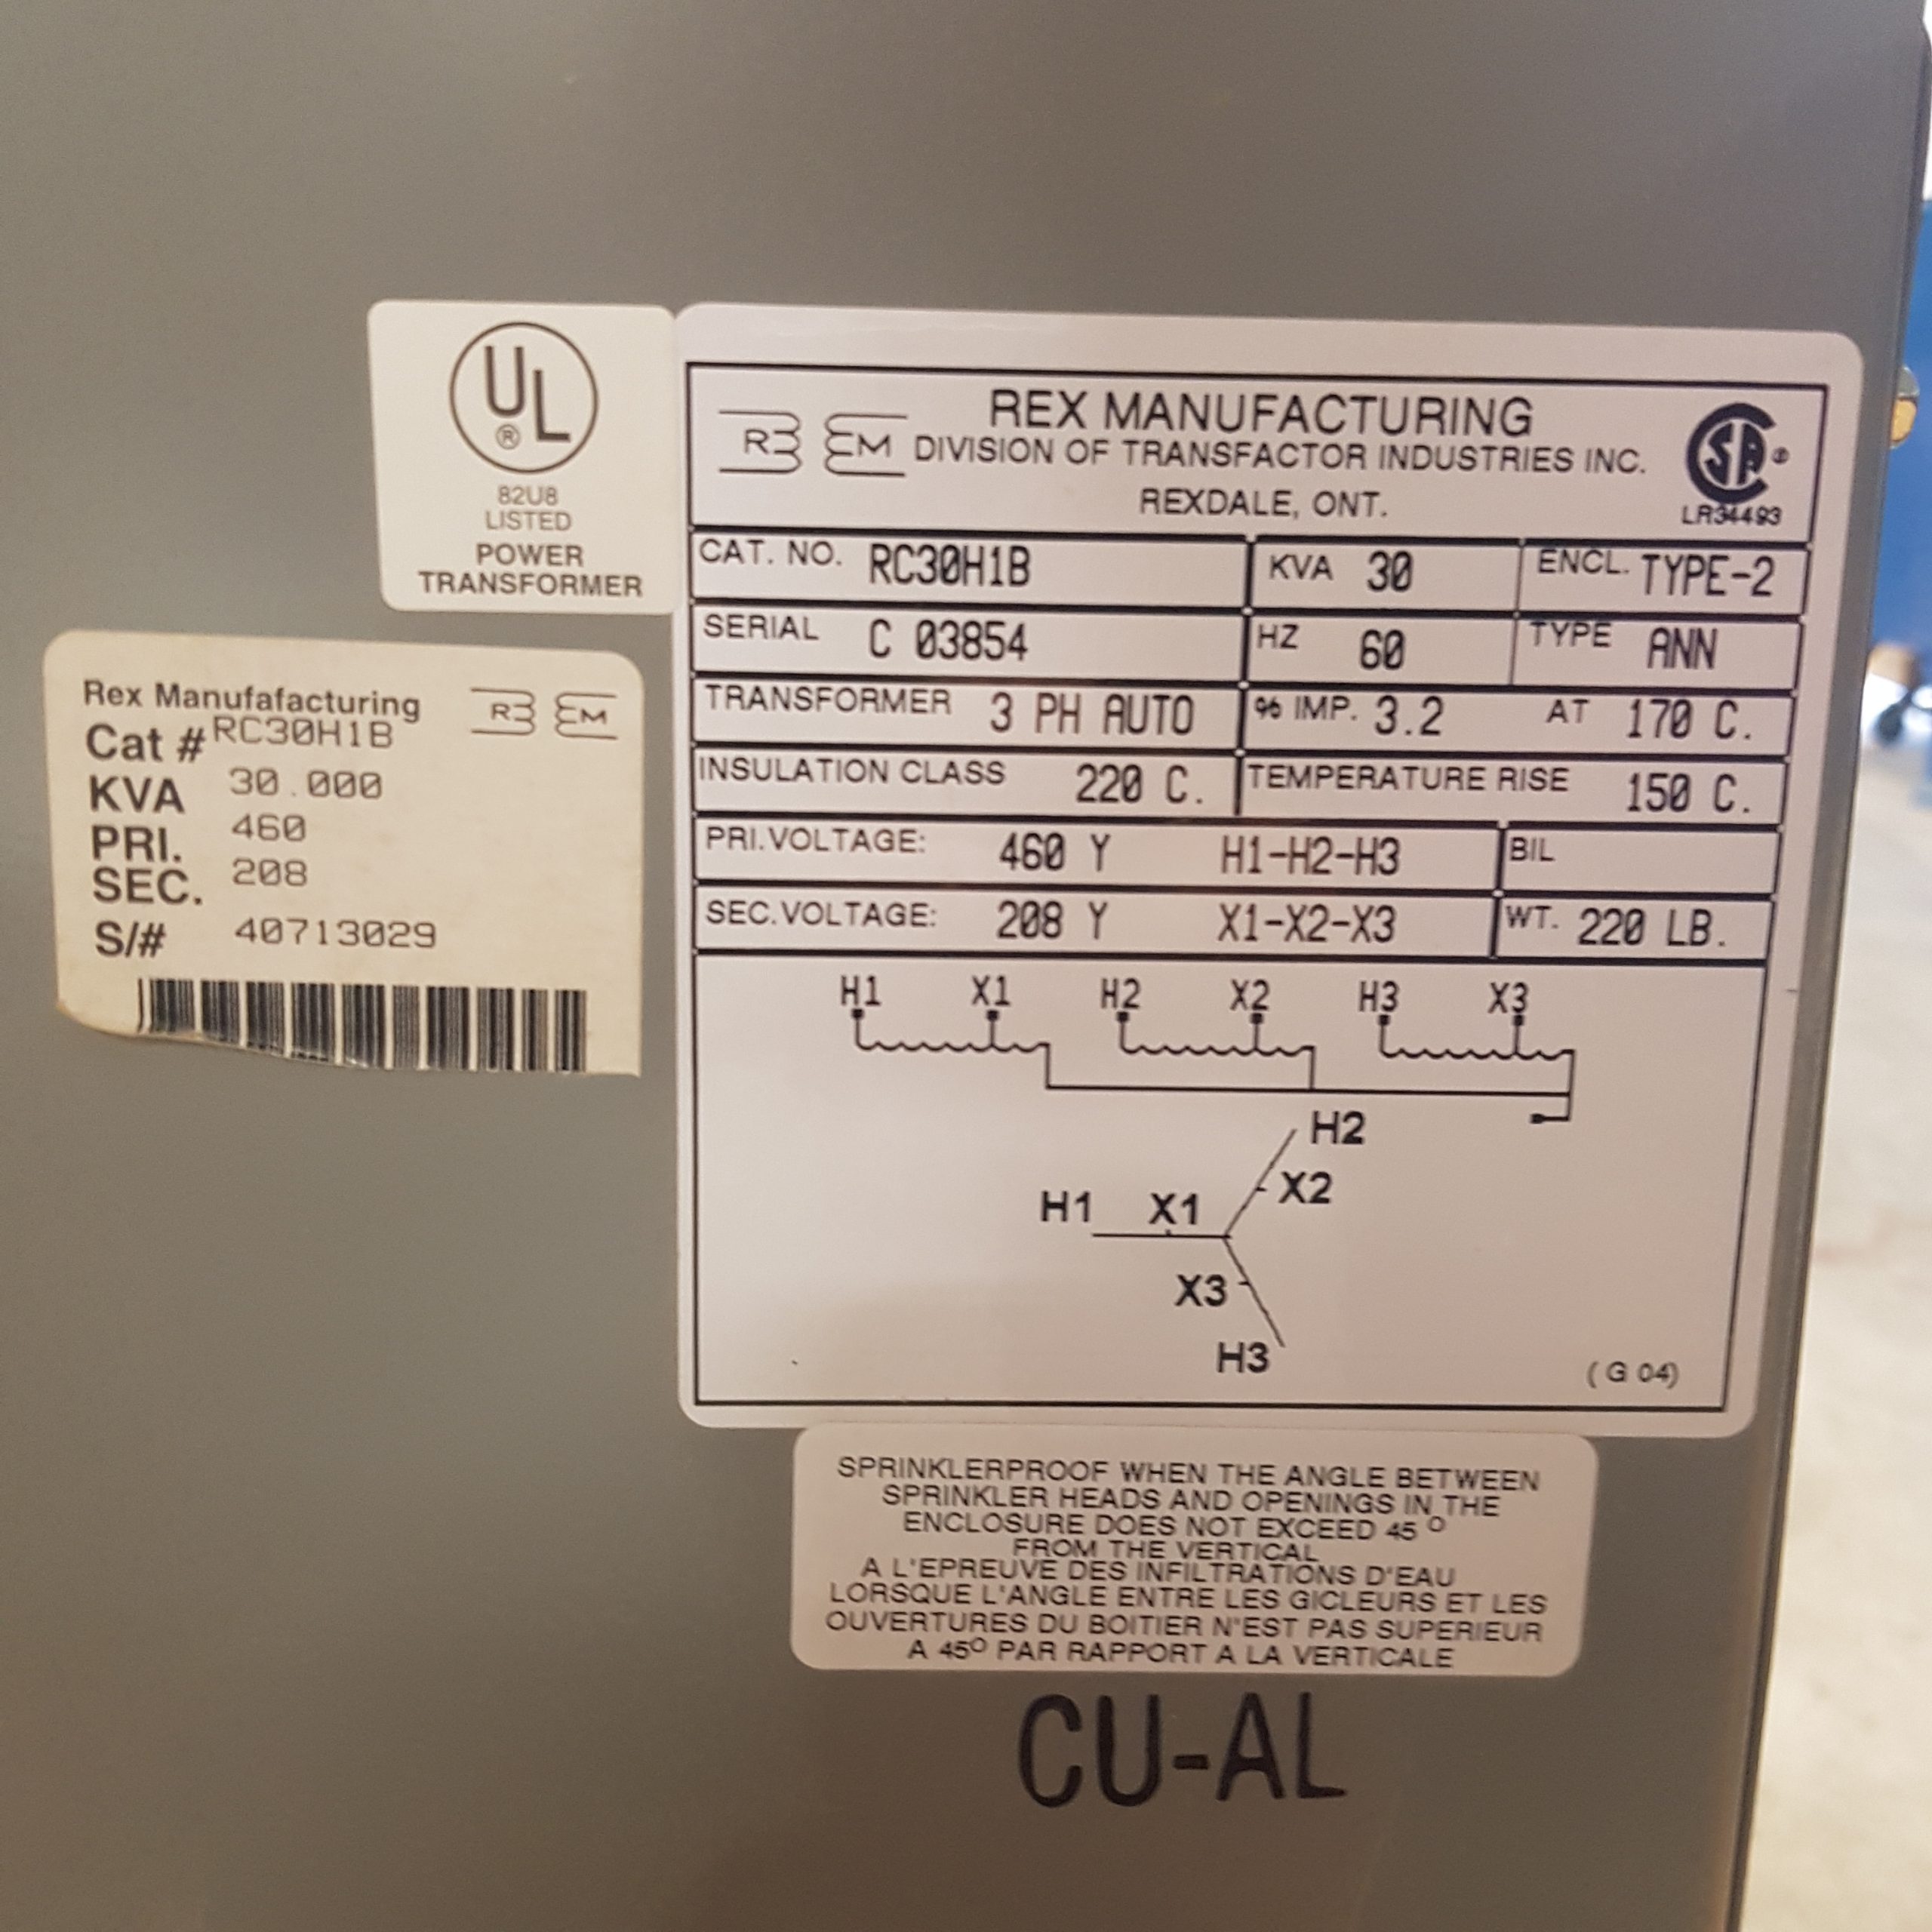 UL
®
82U8
LISTED
POWER
TRANSFORMER
Rex Manufafacturing R EM
Cat # RC30H1B
KVA 30.000
PRI. 460
SEC. 208
S/# 40713029
R EM
REX MANUFACTURING
DIVISION OF TRANSFACTOR INDUSTRIES INC.
REXDALE, ONT.
CSA ®
LR34493
CAT. NO. RC30H1B KVA 30 ENCL. TYPE-2
SERIAL C 03854 HZ 60 TYPE ANN
TRANSFORMER 3 PH AUTO % IMP. 3.2 AT 170 C.
INSULATION CLASS 220 C. TEMPERATURE RISE 150 C.
PRI.VOLTAGE: 460 Y H1-H2-H3 BIL
SEC.VOLTAGE: 208 Y X1-X2-X3 WT. 220 LB.
H1 X1 H2 X2 H3 X3
H2
X2
H1 X1
X3
H3
(G 04)
SPRINKLERPROOF WHEN THE ANGLE BETWEEN
SPRINKLER HEADS AND OPENINGS IN THE
ENCLOSURE DOES NOT EXCEED 45 º
FROM THE VERTICAL
A L'EPREUVE DES INFILTRATIONS D'EAU
LORSQUE L'ANGLE ENTRE LES GICLEURS ET LES
OUVERTURES DU BOITIER N'EST PAS SUPERIEUR
A 45º PAR RAPPORT A LA VERTICALE
CU-AL